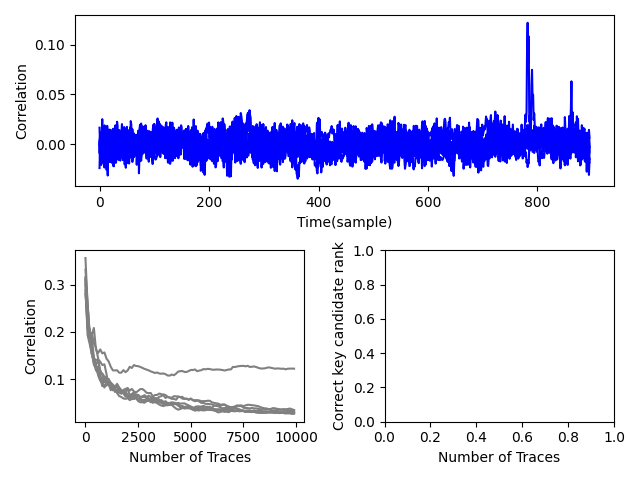 0.10
0.05
0.00
Correlation
0 200 400 600 800
Time(sample)
0.3
0.2
0.1
Correlation
0 2500 5000 7500 10000
Number of Traces
1.0
0.8
0.6
0.4
0.2
0.0
Correct key candidate rank
0.0 0.2 0.4 0.6 0.8 1.0
Number of Traces